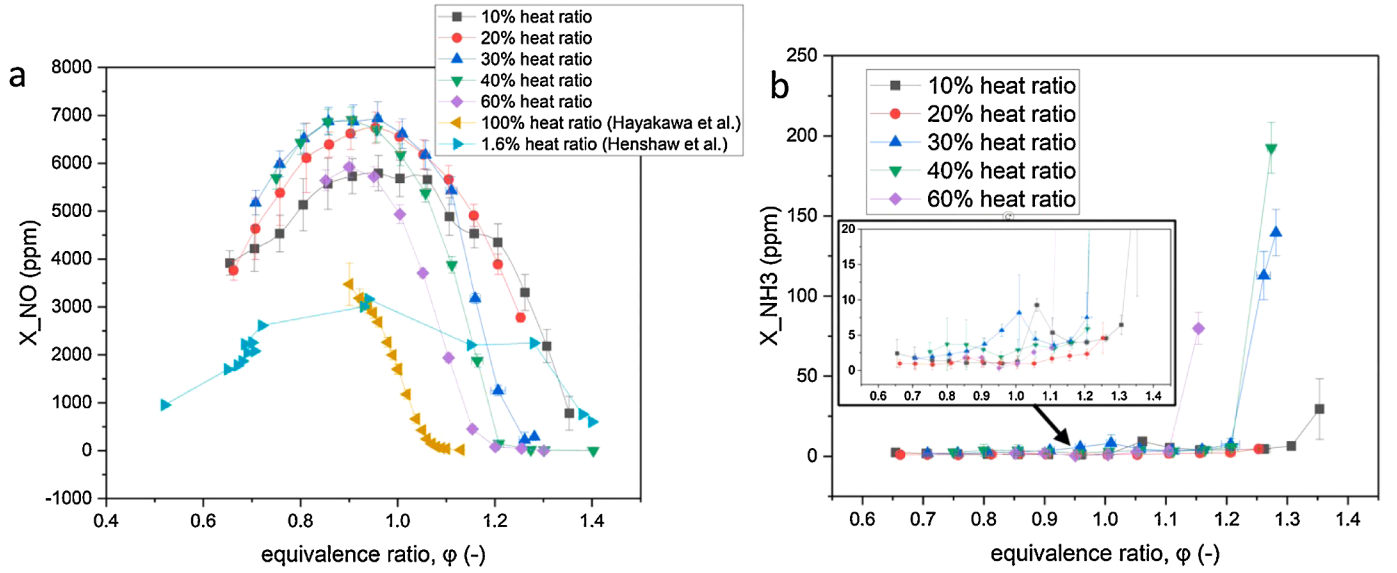 a
10% heat ratio
20% heat ratio
30% heat ratio
40% heat ratio
60% heat ratio
100% heat ratio (Hayakawa et al.)
1.6% heat ratio (Henshaw et al.)
8000
7000
6000
5000
4000
3000
2000
1000
0
-1000
0.4 0.6 0.8 1.0 1.2 1.4
X_NO (ppm)
equivalence ratio, φ (-)
b
10% heat ratio
20% heat ratio
30% heat ratio
40% heat ratio
60% heat ratio
250
200
150
100
50
0
0.6 0.7 0.8 0.9 1.0 1.1 1.2 1.3 1.4
X_NH3 (ppm)
equivalence ratio, φ (-)
20
15
10
5
0
0.6 0.7 0.8 0.9 1.0 1.1 1.2 1.3 1.4